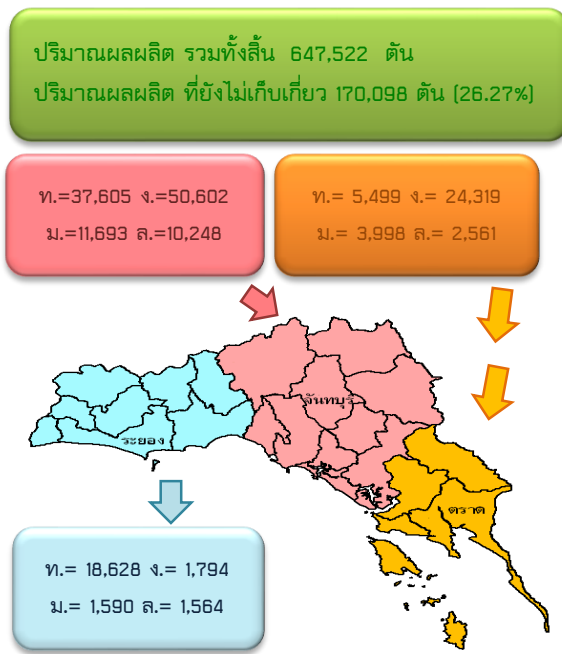 ปริมาณผลผลิต รวมทั้งสิ้น 647,522 ตัน
ปริมาณผลผลิต ที่ยังไม่เก็บเกี่ยว 170,098 ตัน (26.27%)
ท.=37,605 ง.=50,602
ม.=11,693 ล.=10,248
ท.= 5,499 ง.= 24,319
ม.= 3,998 ล.= 2,561
จันทบุรี
ระยอง
ตราด
ท.= 18,628 ง.= 1,794
ม.= 1,590 ล.= 1,564